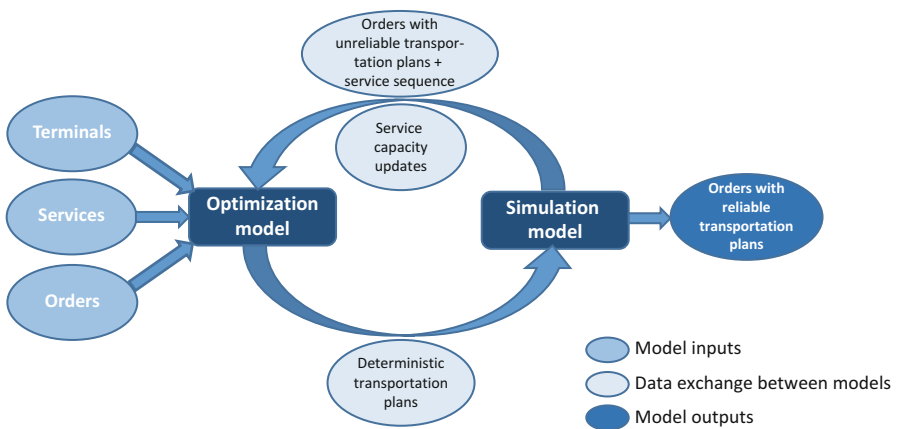 Orders with
unreliable transpor-
tation plans +
service sequence
Service
capacity
updates
Terminals
Services
Orders
Optimization
model
Simulation
model
Orders with
reliable
transportation
plans
Deterministic
transportation
plans
Model inputs
Data exchange between models
Model outputs